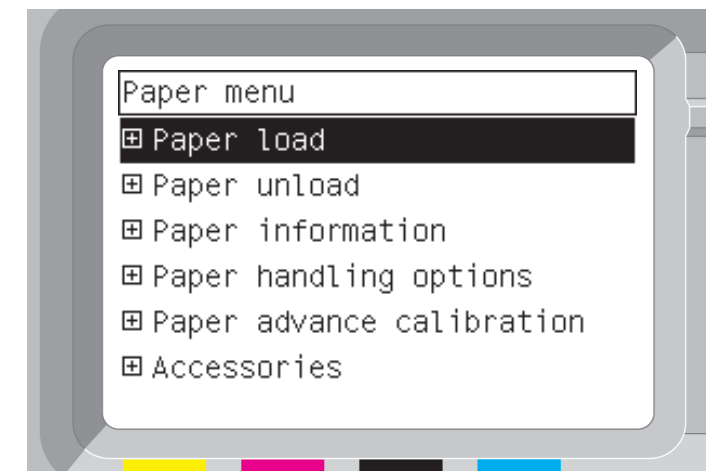 Paper menu
Paper load
Paper unload
Paper information
Paper handling options
Paper advance calibration
Accessories